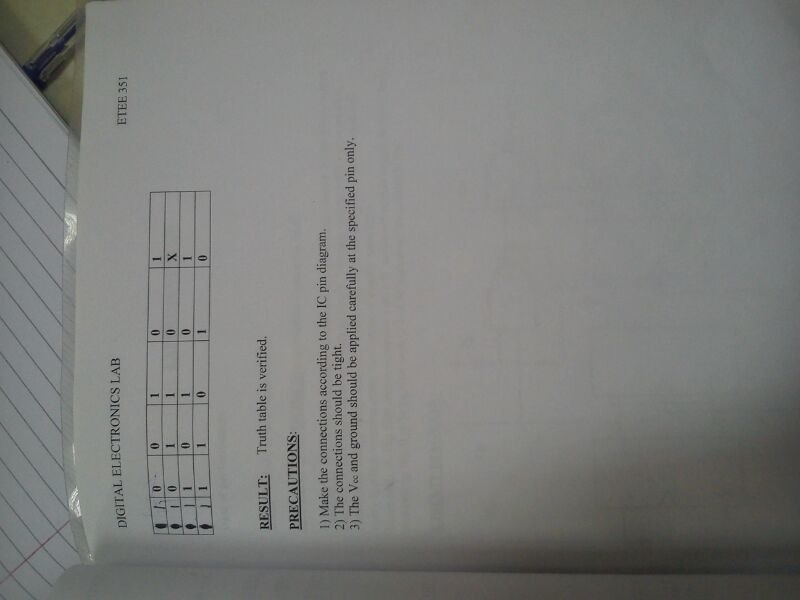 DIGITAL ELECTRONICS LAB ETEE 351
1 0 0 1 0 1
1 0 1 1 0 X
1 1 0 1 0 1
1 1 1 0 1 0
RESULT: Truth table is verified.
PRECAUTIONS:
1) Make the connections according to the IC pin diagram.
2) The connections should be tight.
3) The Vcc and ground should be applied carefully at the specified pin only.